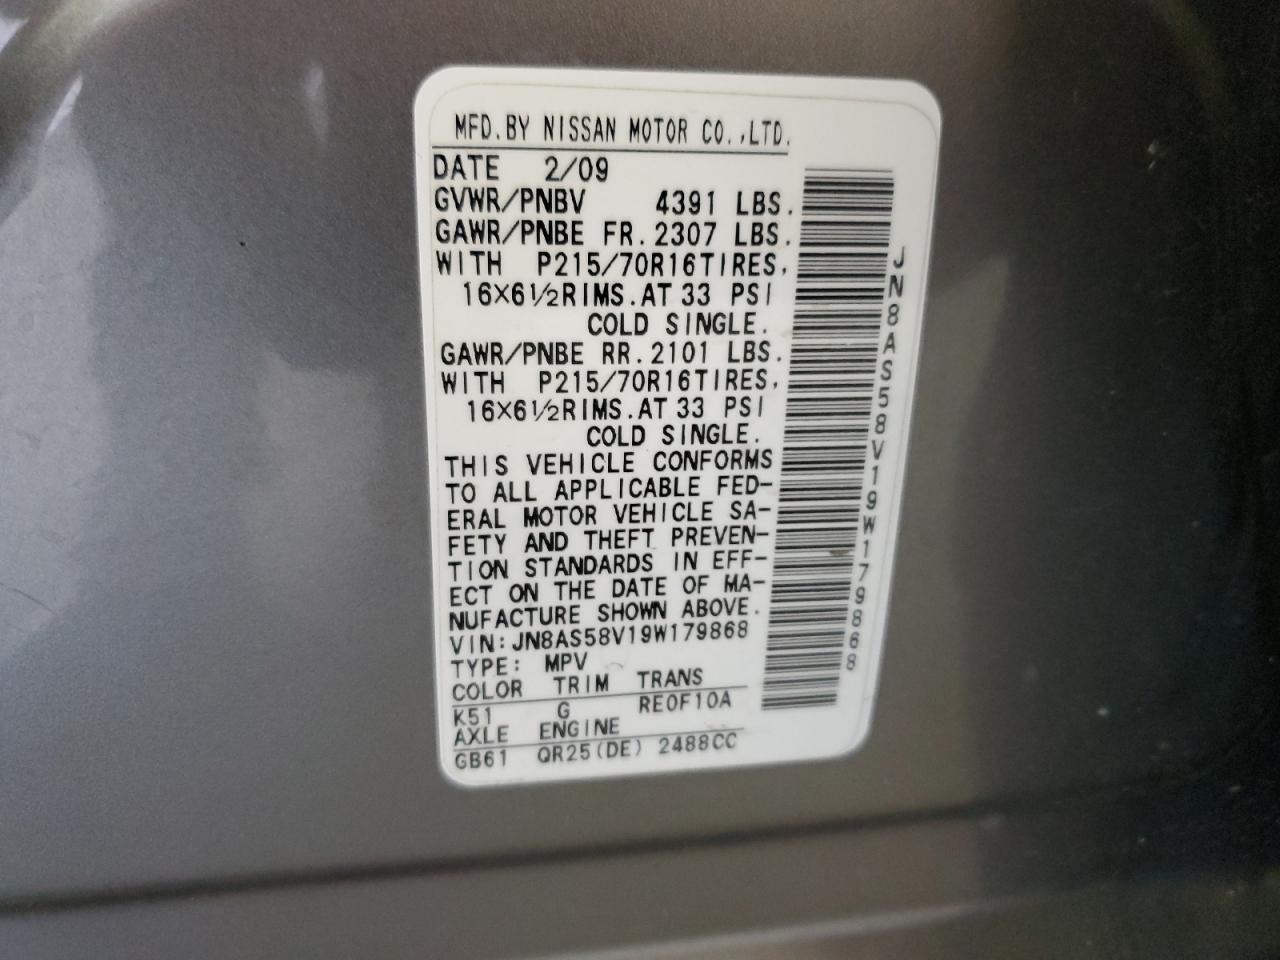 MFD.BY NISSAN MOTOR CO.,LTD.
DATE 2/09
GVWR/PNBV 4391 LBS.
GAWR/PNBE FR.2307 LBS.
WITH P215/70R16TIRES,
16X6½RIMS.AT 33 PSI
COLD SINGLE.
GAWR/PNBE RR.2101 LBS.
WITH P215/70R16TIRES,
16X6½RIMS.AT 33 PSI
COLD SINGLE.
THIS VEHICLE CONFORMS
TO ALL APPLICABLE FED-
ERAL MOTOR VEHICLE SA-
FETY AND THEFT PREVEN-
TION STANDARDS IN EFF-
ECT ON THE DATE OF MA-
NUFACTURE SHOWN ABOVE.
VIN:JN8AS58V19W179868
TYPE: MPV
COLOR TRIM TRANS
K51 G RE0F10A
AXLE ENGINE
GB61 QR25(DE) 2488CC
JN8AS58V19W179868